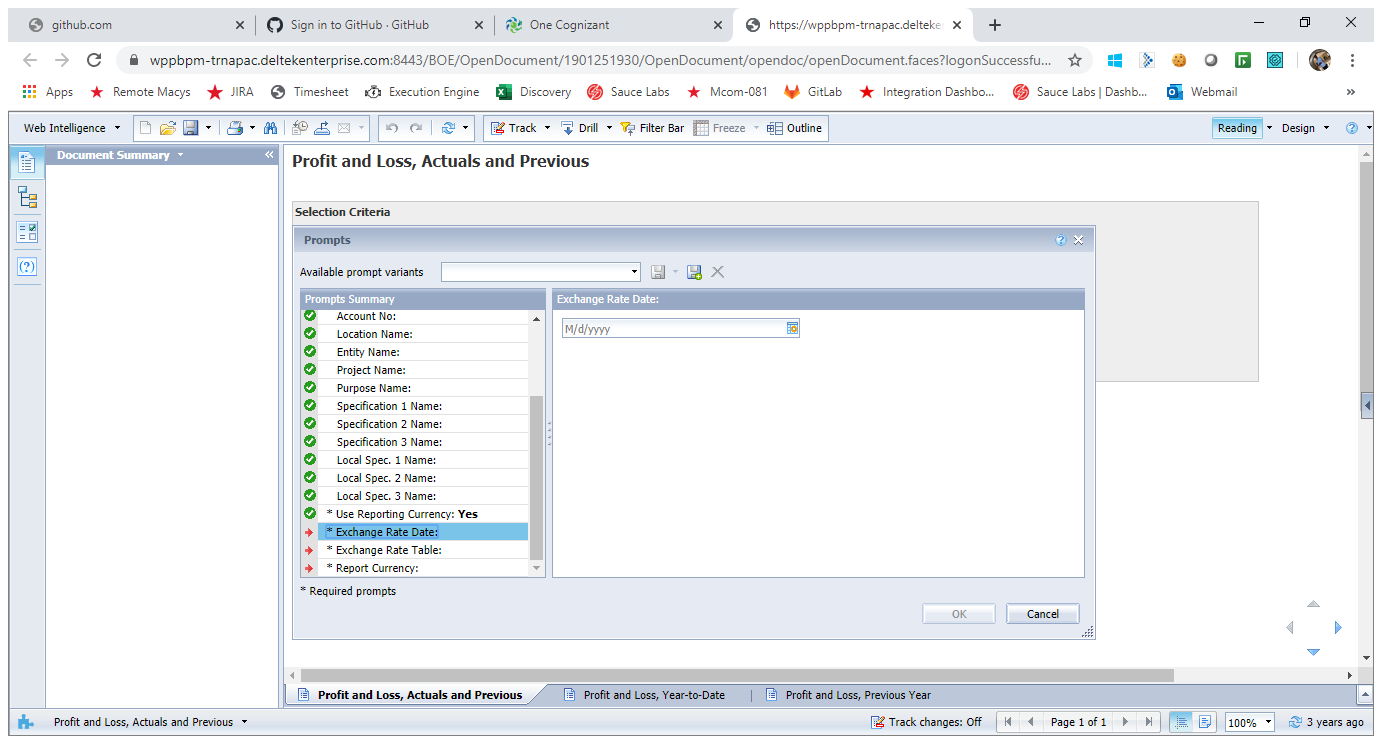 github.com
Sign in to GitHub · GitHub
One Cognizant
https://wppbpm-trnapac.deltek
wppbpm-trnapac.deltekenterprise.com:8443/BOE/OpenDocument/1901251930/OpenDocument/opendoc/openDocument.faces?logonSuccessfu...
Apps
Remote Macys
JIRA
Timesheet
Execution Engine
Discovery
Sauce Labs
Mcom-081
GitLab
Integration Dashbo...
Sauce Labs | Dashb...
Webmail
»
Web Intelligence
Track
Drill
Filter Bar
Freeze
Outline
Reading
Design
Document Summary
Profit and Loss, Actuals and Previous
Selection Criteria
Prompts
Available prompt variants
Prompts Summary
Exchange Rate Date:
M/d/yyyy
Account No:
Location Name:
Entity Name:
Project Name:
Purpose Name:
Specification 1 Name:
Specification 2 Name:
Specification 3 Name:
Local Spec. 1 Name:
Local Spec. 2 Name:
Local Spec. 3 Name:
* Use Reporting Currency: Yes
* Exchange Rate Date:
* Exchange Rate Table:
* Report Currency:
* Required prompts
OK
Cancel
Profit and Loss, Actuals and Previous
Profit and Loss, Year-to-Date
Profit and Loss, Previous Year
Profit and Loss, Actuals and Previous
Track changes: Off
Page 1 of 1
100%
3 years ago